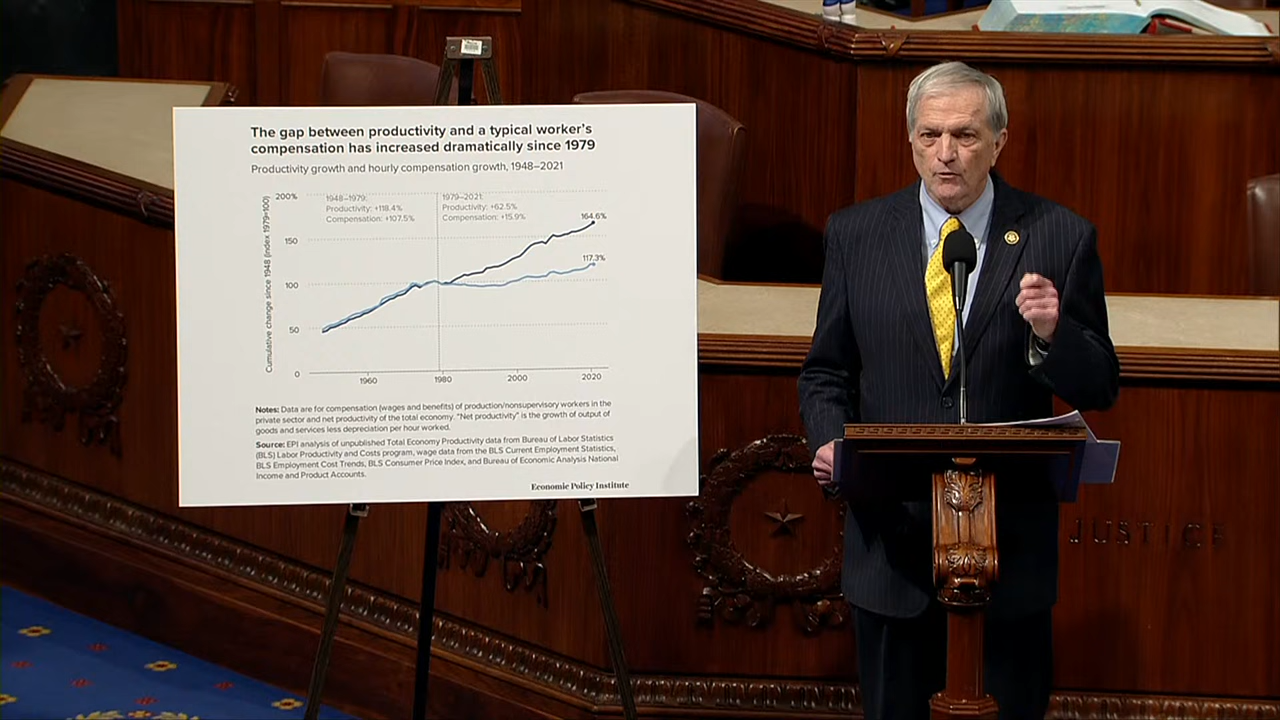 The gap between productivity and a typical worker's
compensation has increased dramatically since 1979
Productivity growth and hourly compensation growth, 1948–2021
Cumulative change since 1948 (index 1979=100)
200%
150
100
50
0
1948–1979:
Productivity: +118.4%
Compensation: +107.5%
1979–2021:
Productivity: +62.5%
Compensation: +15.9%
164.6%
117.3%
1960
1980
2000
2020
Notes: Data are for compensation (wages and benefits) of production/nonsupervisory workers in the
private sector and net productivity of the total economy. "Net productivity" is the growth of output of
goods and services less depreciation per hour worked.
Source: EPI analysis of unpublished Total Economy Productivity data from Bureau of Labor Statistics
(BLS) Labor Productivity and Costs program, wage data from the BLS Current Employment Statistics,
BLS Employment Cost Trends, BLS Consumer Price Index, and Bureau of Economic Analysis National
Income and Product Accounts.
Economic Policy Institute
JUSTICE